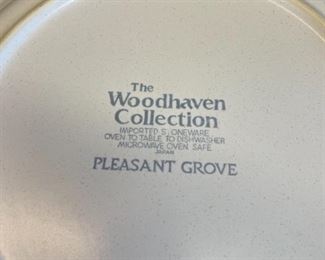 The
Woodhaven
Collection
IMPORTED STONEWARE
OVEN TO TABLE TO DISHWASHER
MICROWAVE OVEN SAFE
JAPAN
PLEASANT GROVE